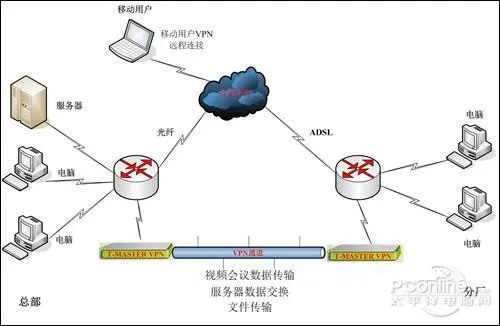 移动用户
移动用户VPN
远程连接
服务器
光纤
ADSL
电脑
电脑
电脑
电脑
T-MASTER VPN
VPN通道
T-MASTER VPN
视频会议数据传输
服务器数据交换
文件传输
总部
分厂
PConline
太平洋电脑网